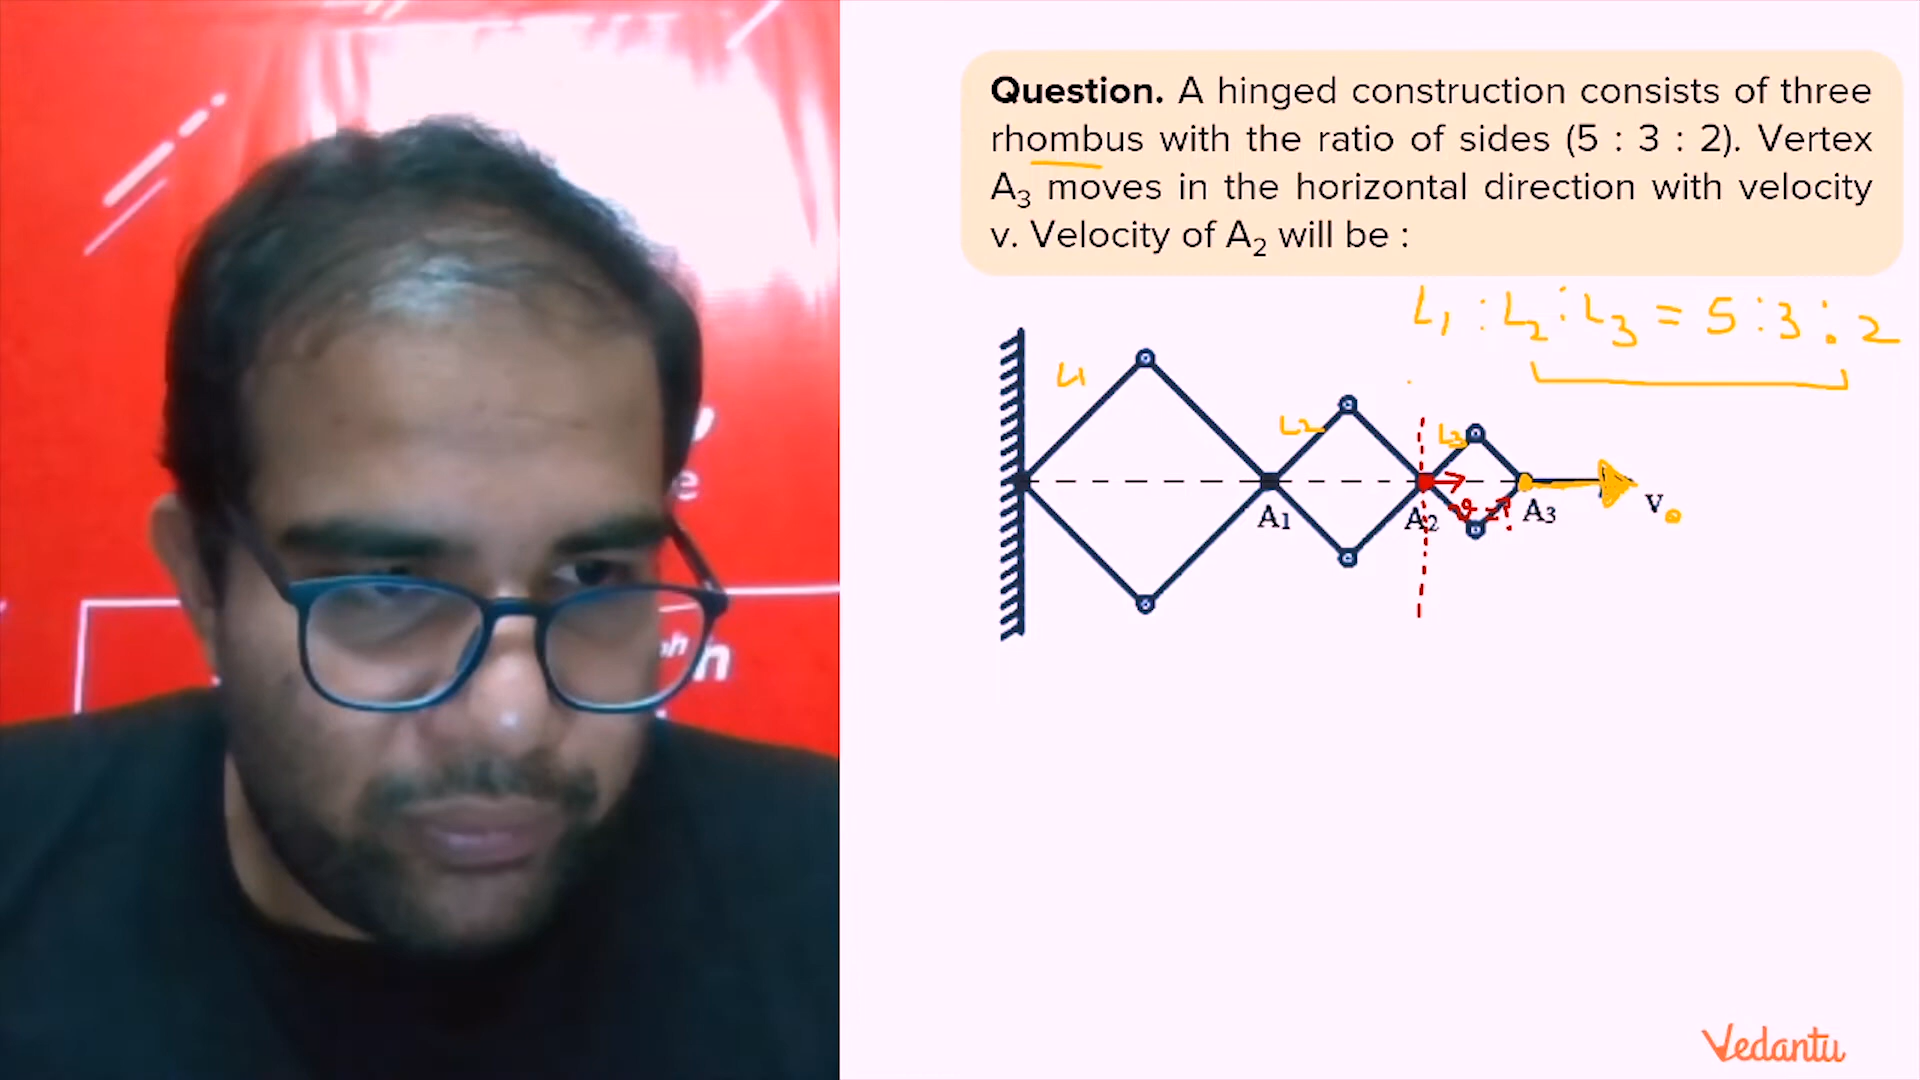 Question. A hinged construction consists of three
rhombus with the ratio of sides (5 : 3 : 2). Vertex
A₃ moves in the horizontal direction with velocity
v. Velocity of A₂ will be :
L₁ : L₂ : L₃ = 5 : 3 : 2
L1
L2
L3
A₁
A₂
v = ?
A₃
v₀
e
n
Vedantu